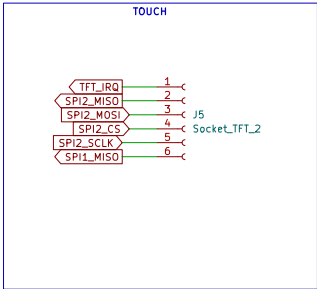 TOUCH
TFT_IRQ 1
SPI2_MISO 2
SPI2_MOSI 3 J5
SPI2_CS 4 Socket_TFT_2
SPI2_SCLK 5
SPI1_MISO 6